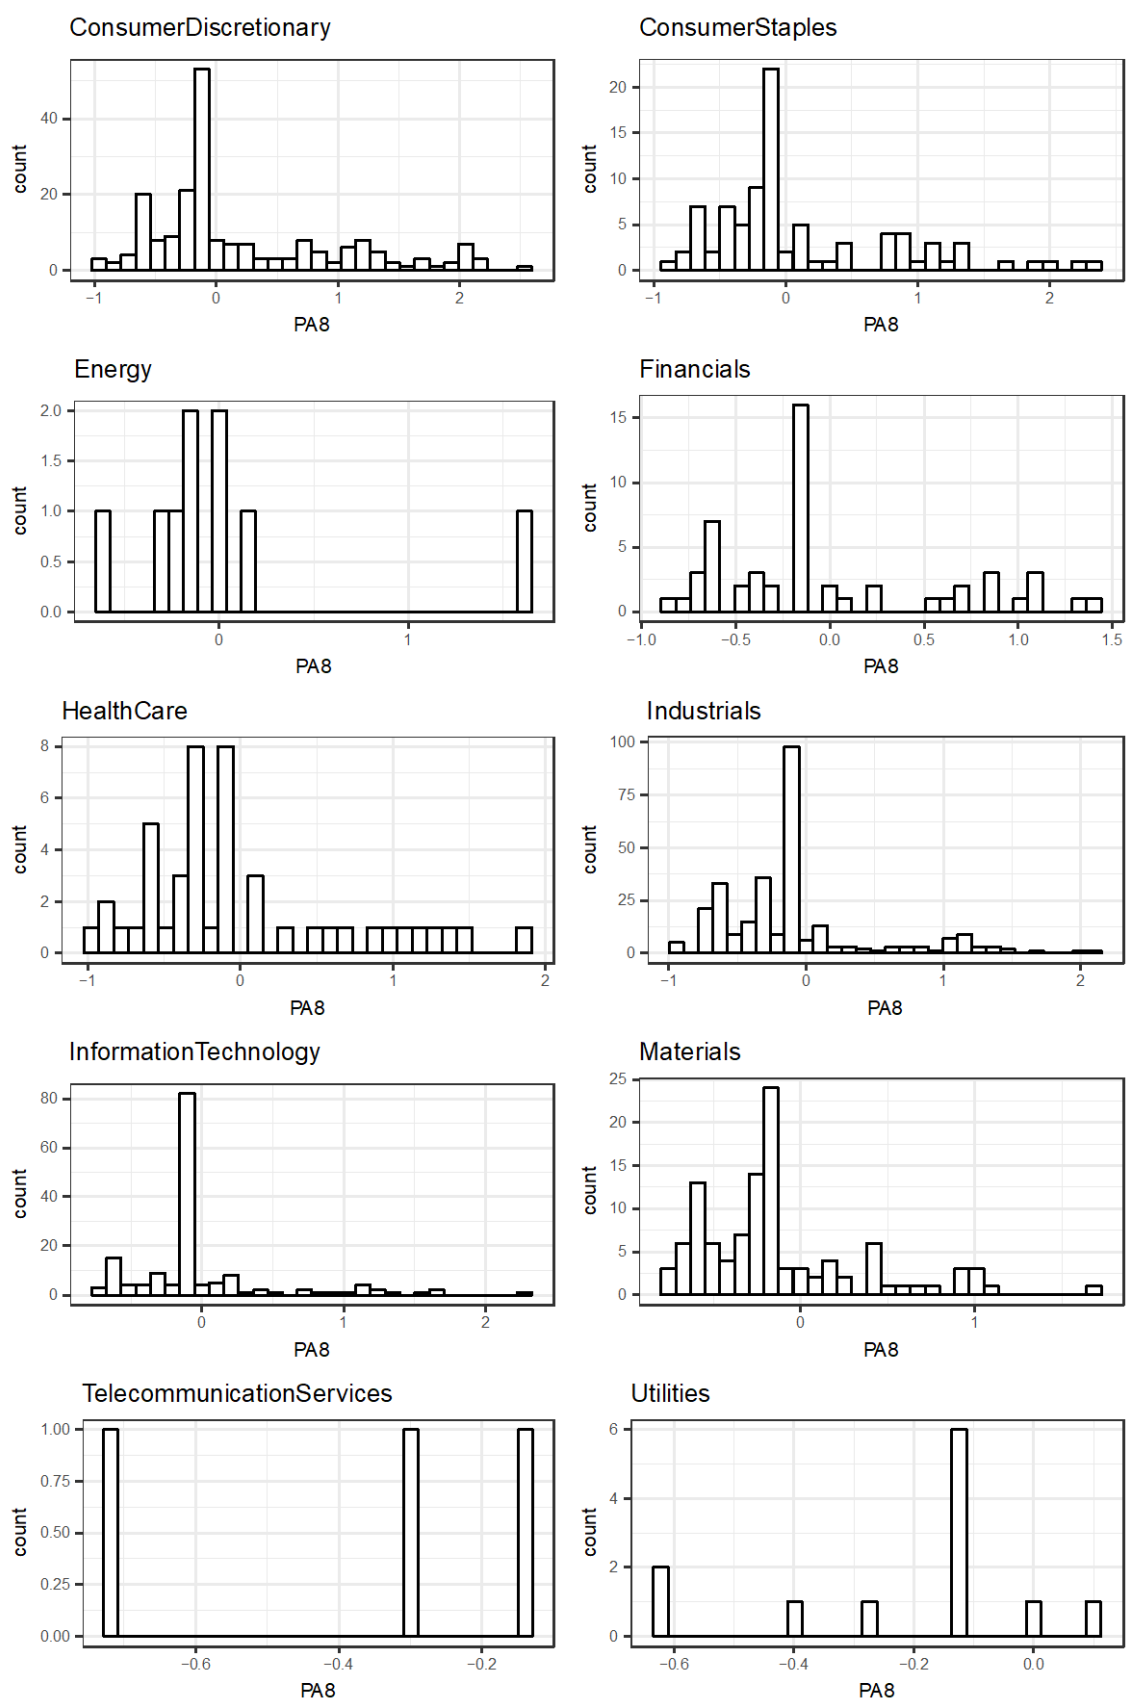 ConsumerDiscretionary
40
20
0
count
−1
0
1
2
PA8
ConsumerStaples
20
15
10
5
0
count
−1
0
1
2
PA8
Energy
2.0
1.5
1.0
0.5
0.0
count
0
1
PA8
Financials
15
10
5
0
count
−1.0
−0.5
0.0
0.5
1.0
1.5
PA8
HealthCare
8
6
4
2
0
count
−1
0
1
2
PA8
Industrials
100
75
50
25
0
count
−1
0
1
2
PA8
InformationTechnology
80
60
40
20
0
count
0
1
2
PA8
Materials
25
20
15
10
5
0
count
0
1
PA8
TelecommunicationServices
1.00
0.75
0.50
0.25
0.00
count
−0.6
−0.4
−0.2
PA8
Utilities
6
4
2
0
count
−0.6
−0.4
−0.2
0.0
PA8